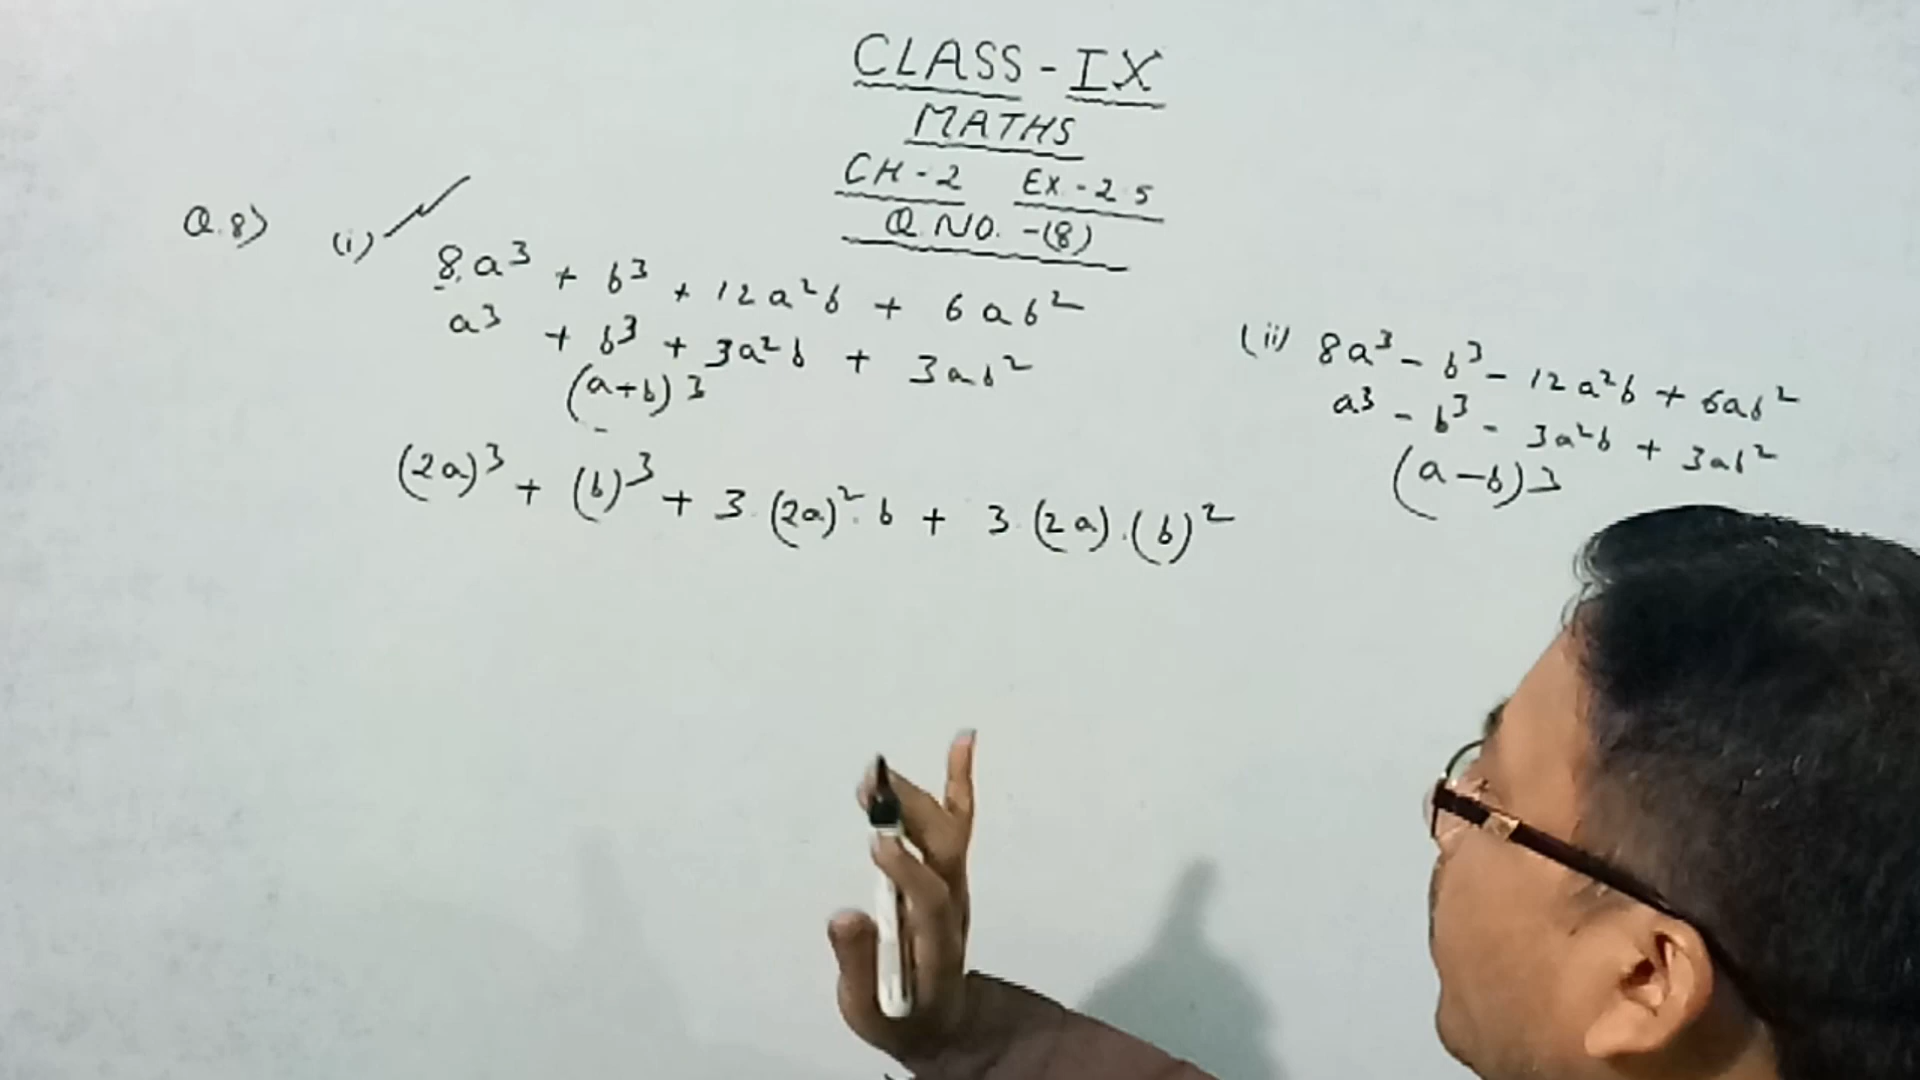 CLASS - IX
MATHS
CH - 2 EX. - 2.5
Q. NO. - (8)
Q. 8) (i) 8a³ + b³ + 12a²b + 6ab²
a³ + b³ + 3a²b + 3ab²
(a+b)3
(2a)³ + (b)³ + 3.(2a)².b + 3.(2a).(b)²
(ii) 8a³ - b³ - 12a²b + 6ab²
a³ - b³ - 3a²b + 3ab²
(a-b)3